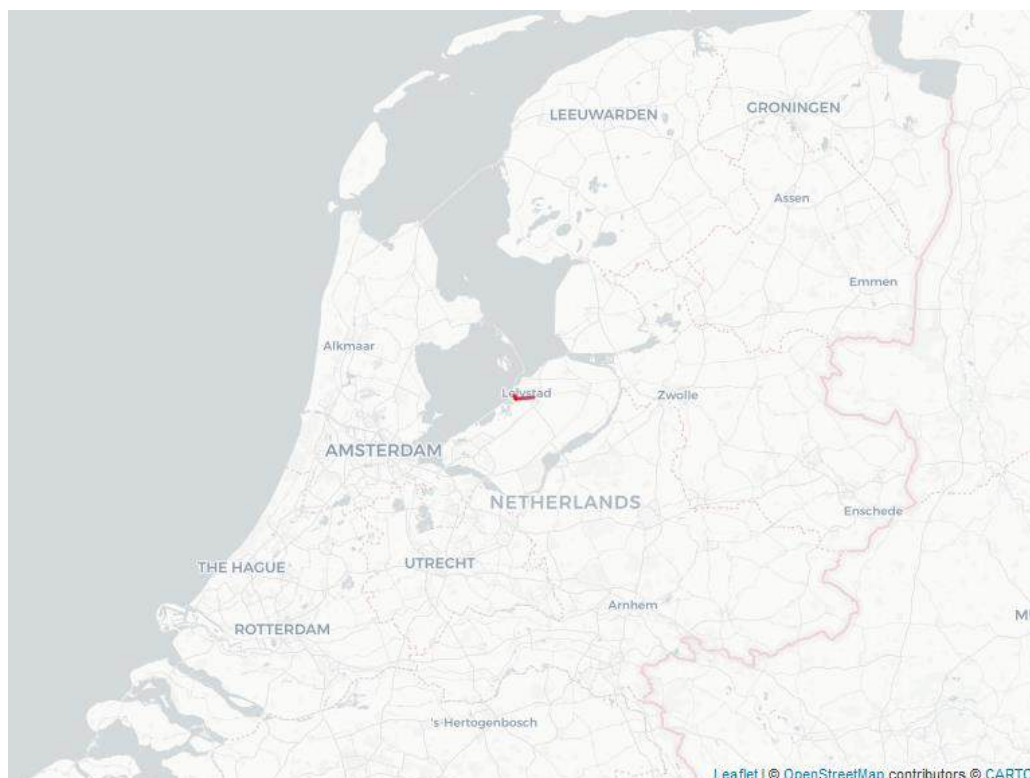 LEEUWARDEN
GRONINGEN
Assen
Emmen
Alkmaar
Lelystad
Zwolle
AMSTERDAM
NETHERLANDS
Enschede
THE HAGUE
UTRECHT
Arnhem
ROTTERDAM
's-Hertogenbosch
Leaflet | © OpenStreetMap contributors © CARTO